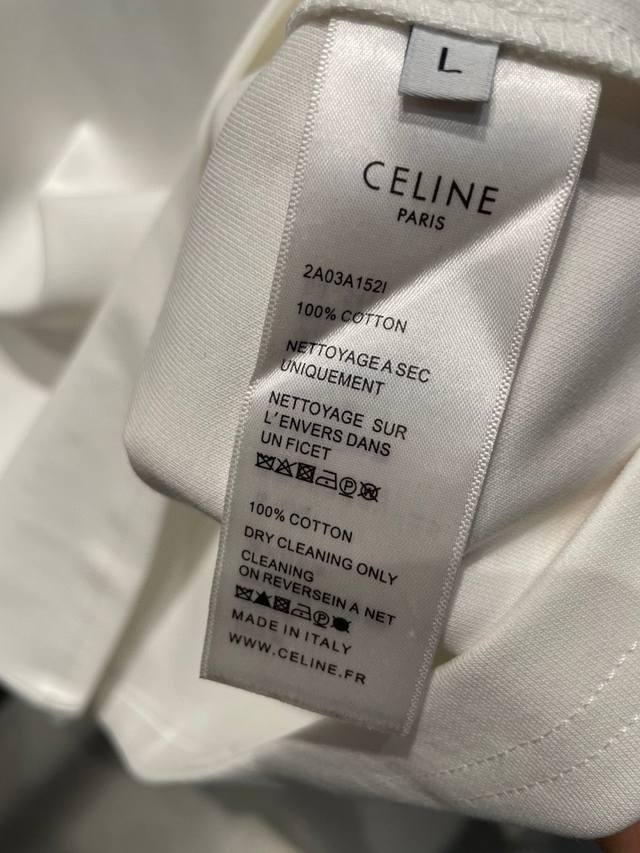 L
CELINE
PARIS
2A03A152I
100% COTTON
NETTOYAGE A SEC
UNIQUEMENT
NETTOYAGE SUR
L'ENVERS DANS
UN FICET
100% COTTON
DRY CLEANING ONLY
CLEANING
ON REVERSEIN A NET
MADE IN ITALY
WWW.CELINE.FR